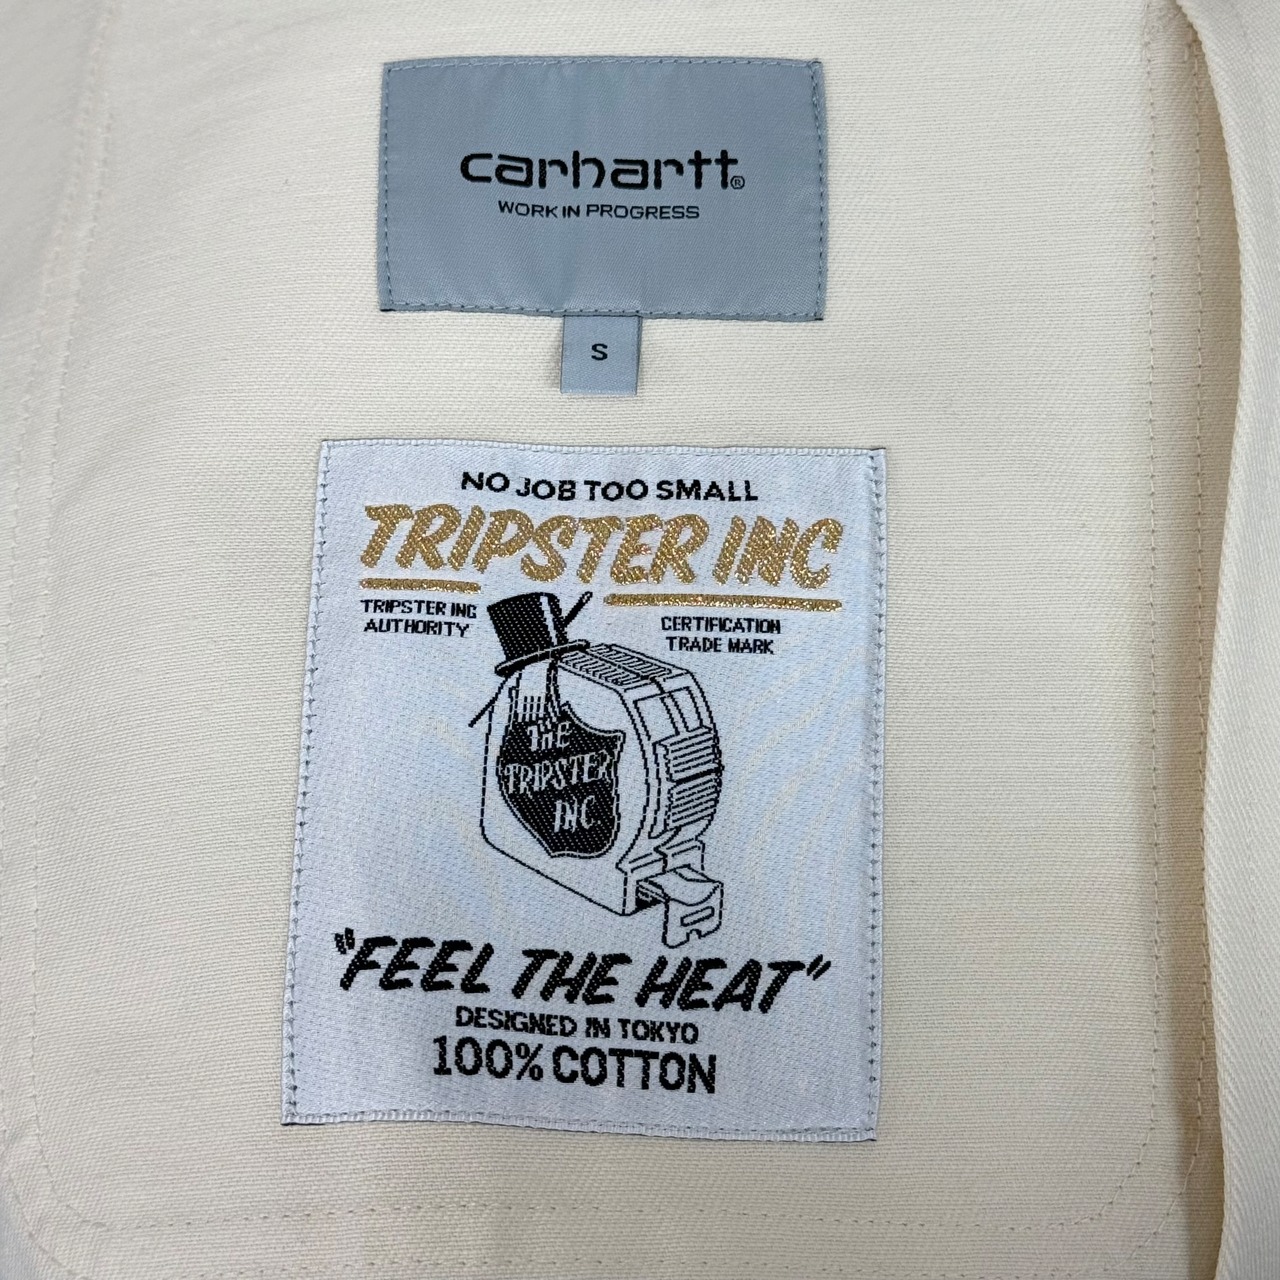 carhartt®
WORK IN PROGRESS
S
NO JOB TOO SMALL
TRIPSTER INC
TRIPSTER INC
AUTHORITY
CERTIFICATION
TRADE MARK
THE
TRIPSTER
INC
"FEEL THE HEAT"
DESIGNED IN TOKYO
100% COTTON